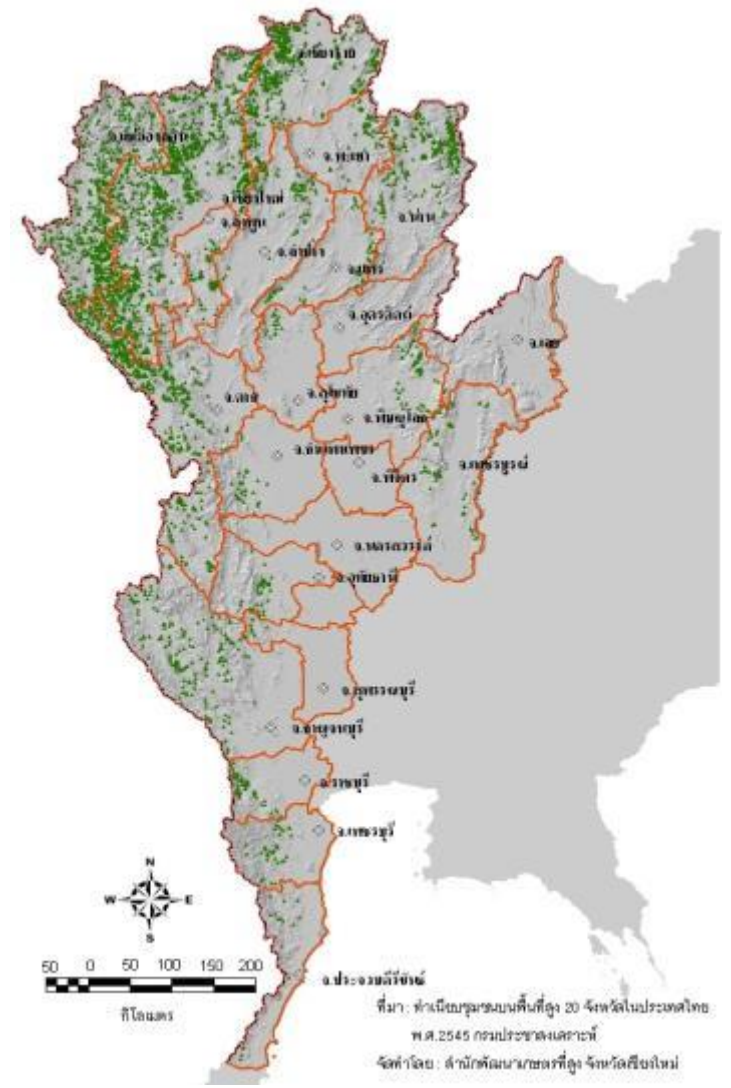 จ.เชียงราย
จ.แม่ฮ่องสอน
จ.พะเยา
จ.เชียงใหม่
จ.ลำพูน
จ.น่าน
จ.ลำปาง
จ.แพร่
จ.อุตรดิตถ์
จ.เลย
จ.ตาก
จ.สุโขทัย
จ.พิษณุโลก
จ.กำแพงเพชร
จ.พิจิตร
จ.เพชรบูรณ์
จ.นครสวรรค์
จ.อุทัยธานี
จ.สุพรรณบุรี
จ.กาญจนบุรี
จ.ราชบุรี
จ.เพชรบุรี
N
W E
S
50 0 50 100 150 200
กิโลเมตร
จ.ประจวบคีรีขันธ์
ที่มา : ทำเนียบชุมชนบนพื้นที่สูง 20 จังหวัดในประเทศไทย
พ.ศ.2545 กรมประชาสงเคราะห์
จัดทำโดย : สำนักพัฒนาเกษตรที่สูง จังหวัดเชียงใหม่